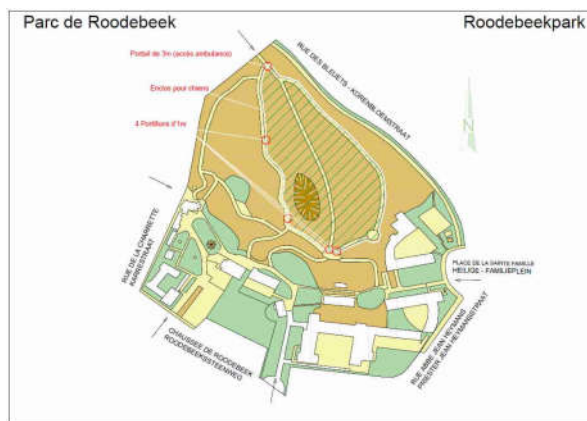 Parc de Roodebeek
Roodebeekpark
Portail de 3m (accès ambulance)
Enclos pour chiens
4 Portillons d'1m
RUE DES BLEUETS - KORENBLOEMSTRAAT
N
RUE DE LA CHARRETTE
KARRESTRAAT
PLACE DE LA SAINTE FAMILLE
HEILIGE - FAMILIEPLEIN
CHAUSSEE DE ROODEBEEK
ROODEBEEKSTEENWEG
RUE ABBE JEAN HEYMANS
PRIESTER JEAN HEYMANSSTRAAT